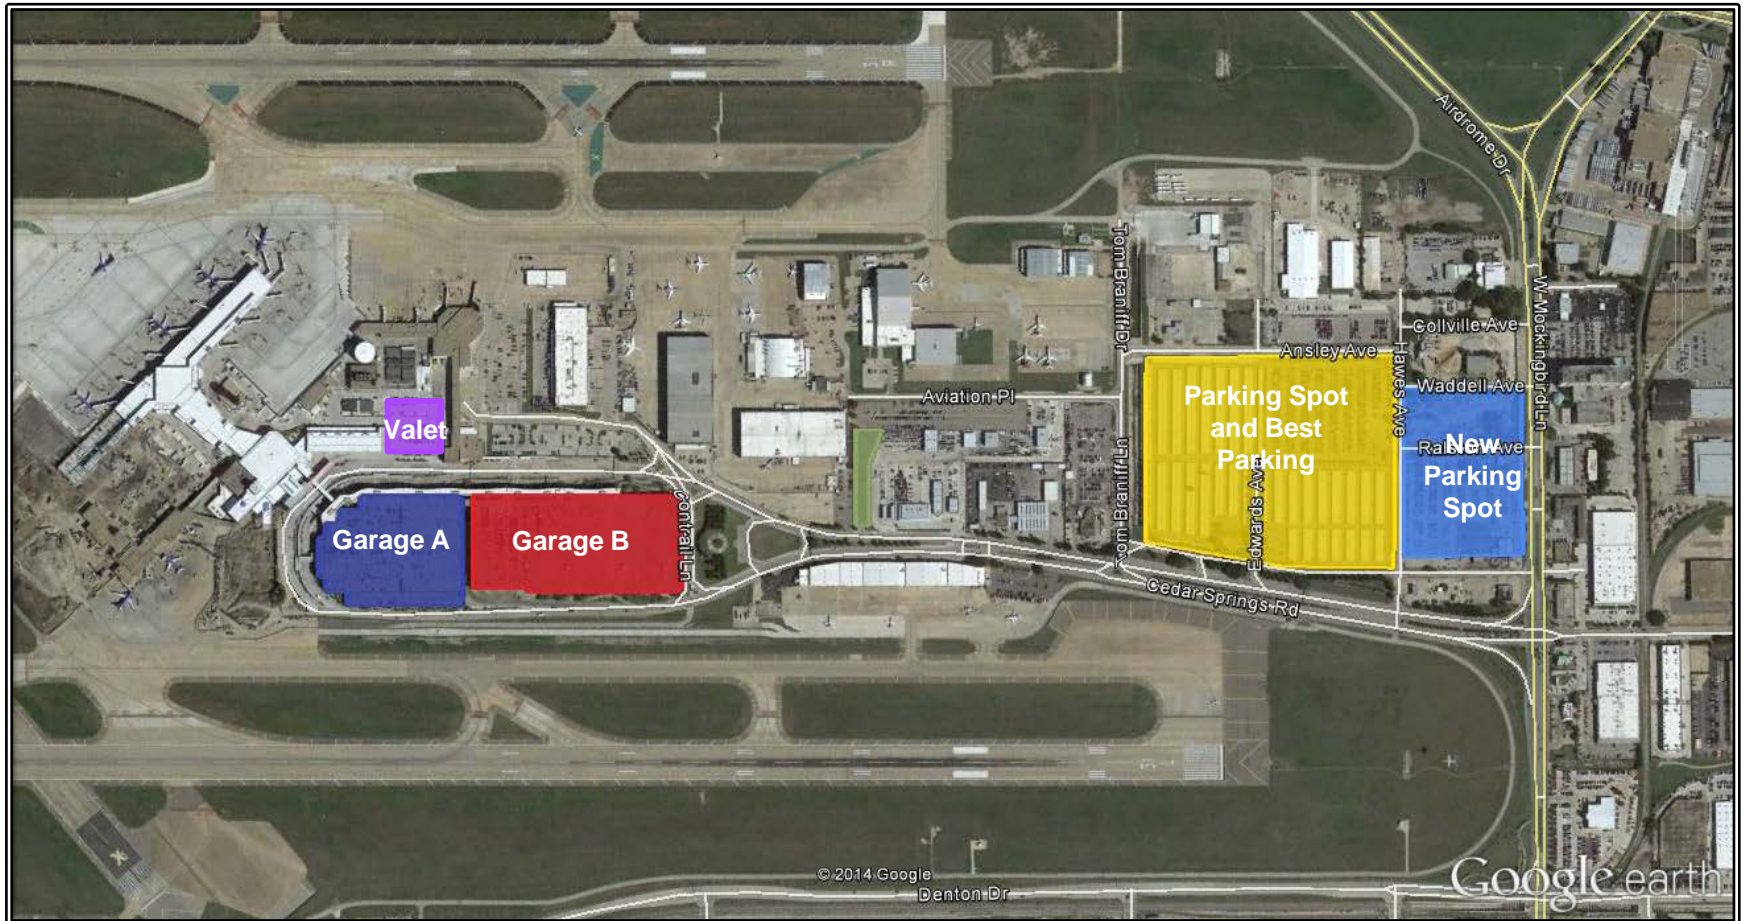 Airdrome Dr
Tom Braniff Dr
W Mockingbird Ln
Collville Ave
Ansley Ave
Hawes Ave
Waddell Ave
Aviation Pl
Parking Spot
and Best
Parking
Valet
New
Ralston Ave
Parking
Spot
Tom Braniff Ln
Edwards Ave
Contrail Ln
Garage A
Garage B
Cedar Springs Rd
© 2014 Google
Denton Dr
Google earth